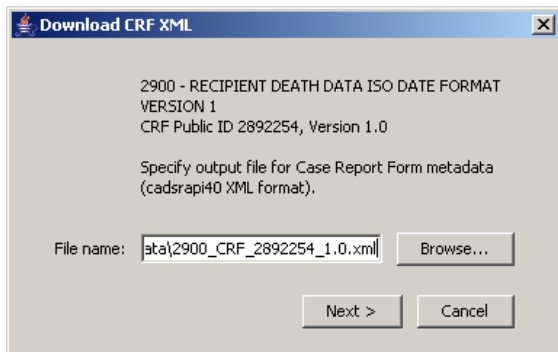 Download CRF XML
2900 - RECIPIENT DEATH DATA ISO DATE FORMAT
VERSION 1
CRF Public ID 2892254, Version 1.0
Specify output file for Case Report Form metadata
(cadsrapi40 XML format).
File name: ata\2900_CRF_2892254_1.0.xml Browse...
Next > Cancel